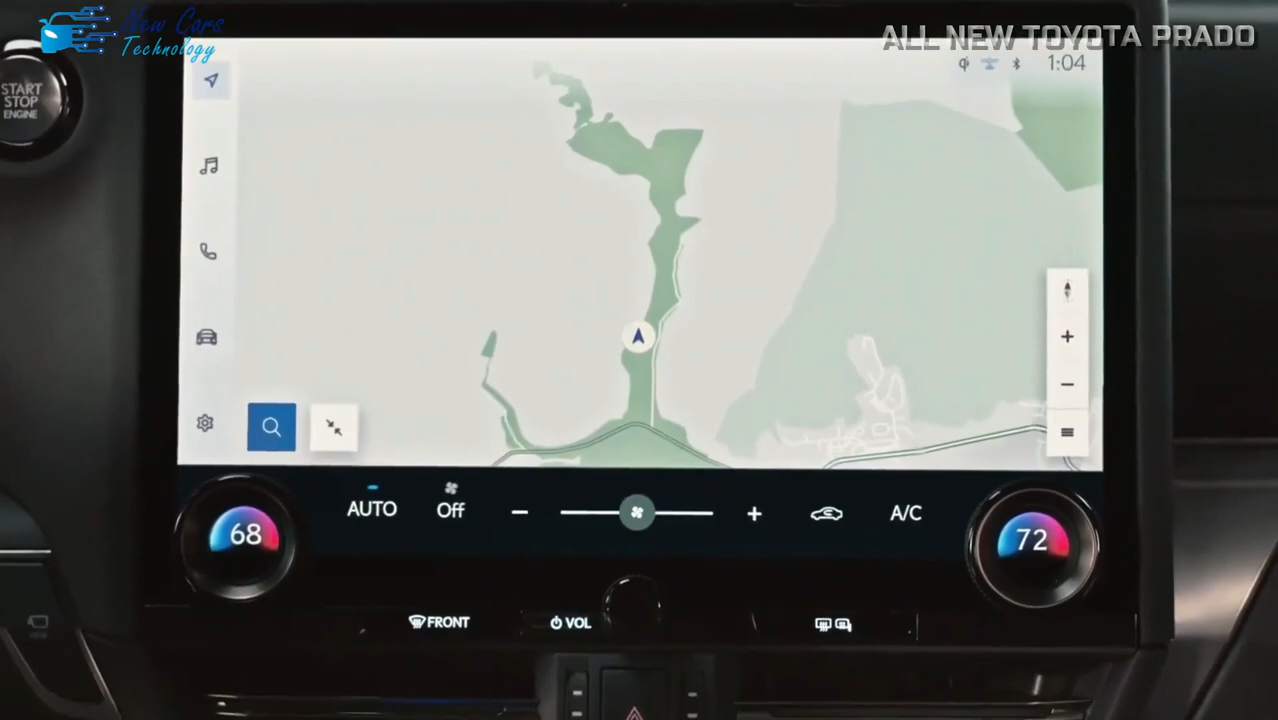 New Cars
Technology
ALL NEW TOYOTA PRADO
1:04
START
STOP
ENGINE
AUTO
Off
A/C
68
72
FRONT
VOL